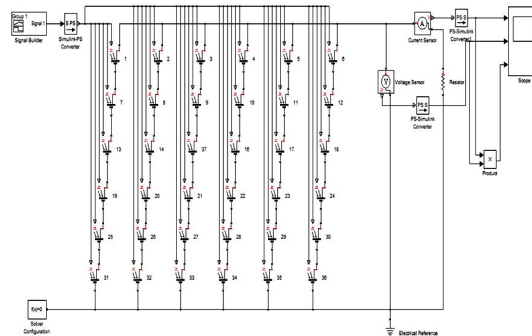 Group 1
Signal 1
Signal Builder
S PS
Simulink-PS
Converter
1 2 3 4 5 6
7 8 9 10 11 12
13 14 37 16 17 18
19 20 21 22 23 24
25 26 27 28 29 30
31 32 33 34 35 36
A
Current Sensor
PS S
PS-Simulink
Converter1
Scope
V
Voltage Sensor
Resistor
PS S
PS-Simulink
Converter
X
Product
f(x)=0
Solver
Configuration
Electrical Reference